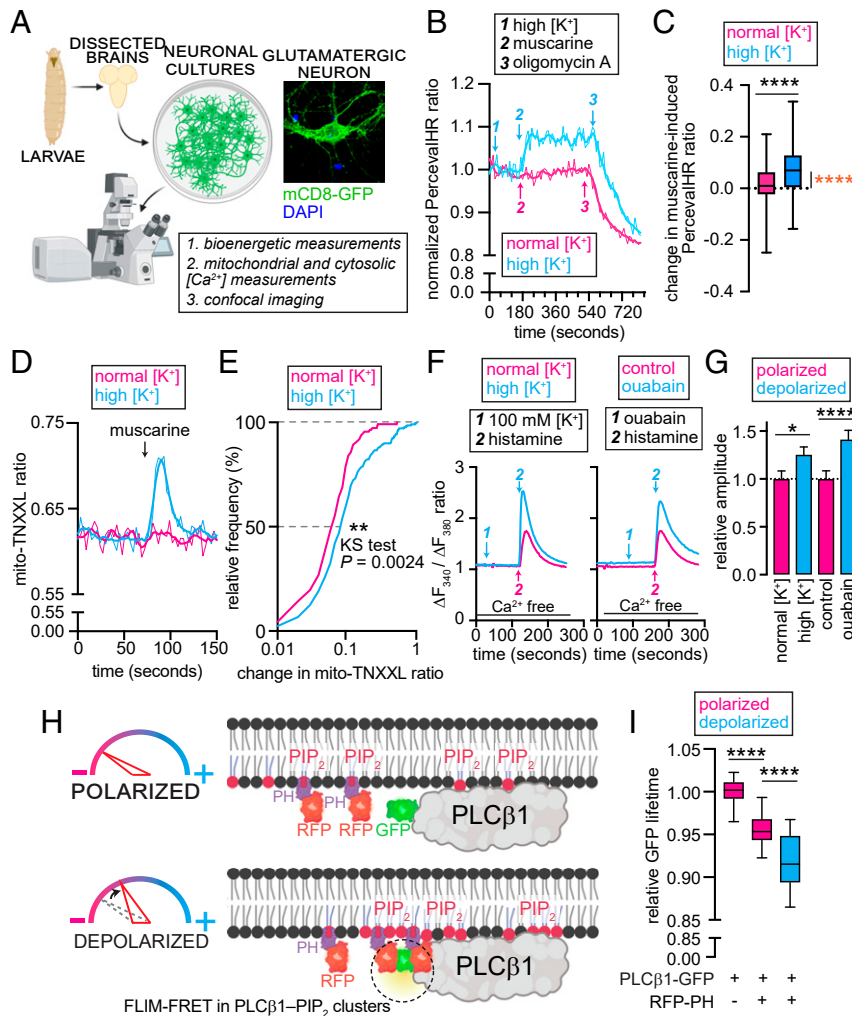 A
DISSECTED
BRAINS
NEURONAL
CULTURES
GLUTAMATERGIC
NEURON
LARVAE
mCD8-GFP
DAPI
1. bioenergetic measurements
2. mitochondrial and cytosolic
[Ca²⁺] measurements
3. confocal imaging
B
1 high [K⁺]
2 muscarine
3 oligomycin A
normalized PercevalHR ratio
1.2
1.1
1.0
0.9
0.8
0.0
1
2
3
2
3
normal [K⁺]
high [K⁺]
0
180
360
540
720
time (seconds)
C
normal [K⁺]
high [K⁺]
change in muscarine-induced
PercevalHR ratio
0.4
0.2
0.0
-0.2
-0.4
****
****
D
normal [K⁺]
high [K⁺]
muscarine
mito-TNXXL ratio
0.75
0.65
0.55
0.55
0.00
0
50
100
150
time (seconds)
E
normal [K⁺]
high [K⁺]
relative frequency (%)
100
50
0
**
KS test
P = 0.0024
0.01
0.1
1
change in mito-TNXXL ratio
F
normal [K⁺]
high [K⁺]
control
ouabain
1 100 mM [K⁺]
2 histamine
1 ouabain
2 histamine
ΔF₃₄₀ / ΔF₃₈₀ ratio
3
2
1
0
1
2
2
Ca²⁺ free
1
2
2
Ca²⁺ free
0 100 200 300
0 100 200 300
time (seconds)
time (seconds)
G
polarized
depolarized
relative amplitude
1.5
1.0
0.5
0.0
*
****
normal [K⁺]
high [K⁺]
control
ouabain
H
- +
POLARIZED
PIP₂ PIP₂ PIP₂ PIP₂
PH PH
RFP RFP GFP
PLCβ1
- +
DEPOLARIZED
PIP₂ PIP₂ PIP₂
PH
RFP
PLCβ1
FLIM-FRET in PLCβ1–PIP₂ clusters
I
polarized
depolarized
relative GFP lifetime
1.05
1.00
0.95
0.90
0.85
0.85
0.00
****
****
PLCβ1-GFP + + +
RFP-PH - + +